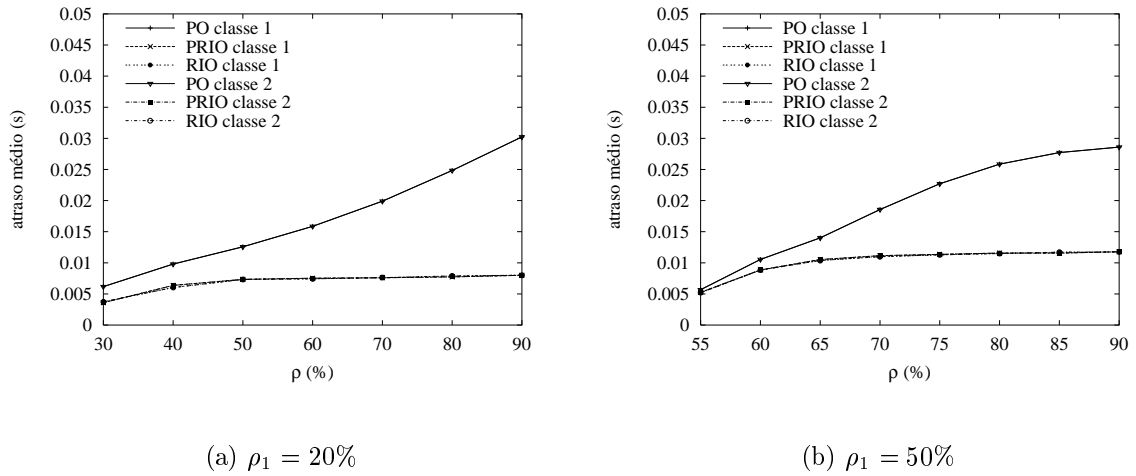 0.05
0.045
0.04
0.035
0.03
0.025
0.02
0.015
0.01
0.005
0
atraso médio (s)
PO classe 1
PRIO classe 1
RIO classe 1
PO classe 2
PRIO classe 2
RIO classe 2
30 40 50 60 70 80 90
ρ (%)
(a) ρ₁ = 20%
0.05
0.045
0.04
0.035
0.03
0.025
0.02
0.015
0.01
0.005
0
atraso médio (s)
PO classe 1
PRIO classe 1
RIO classe 1
PO classe 2
PRIO classe 2
RIO classe 2
55 60 65 70 75 80 85 90
ρ (%)
(b) ρ₁ = 50%